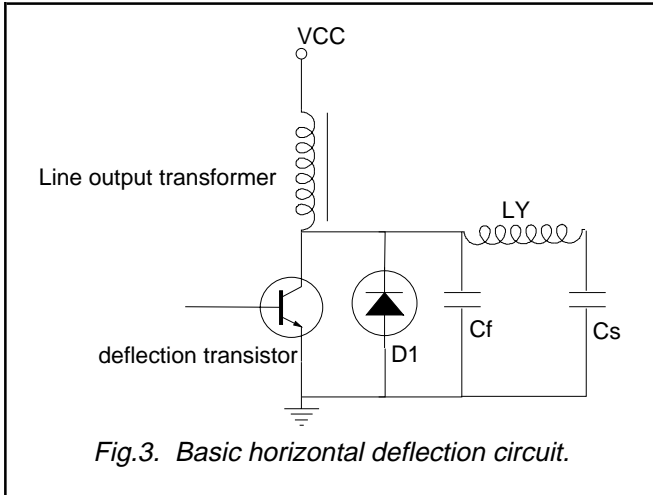 VCC
Line output transformer
LY
deflection transistor
D1
Cf
Cs
Fig.3. Basic horizontal deflection circuit.